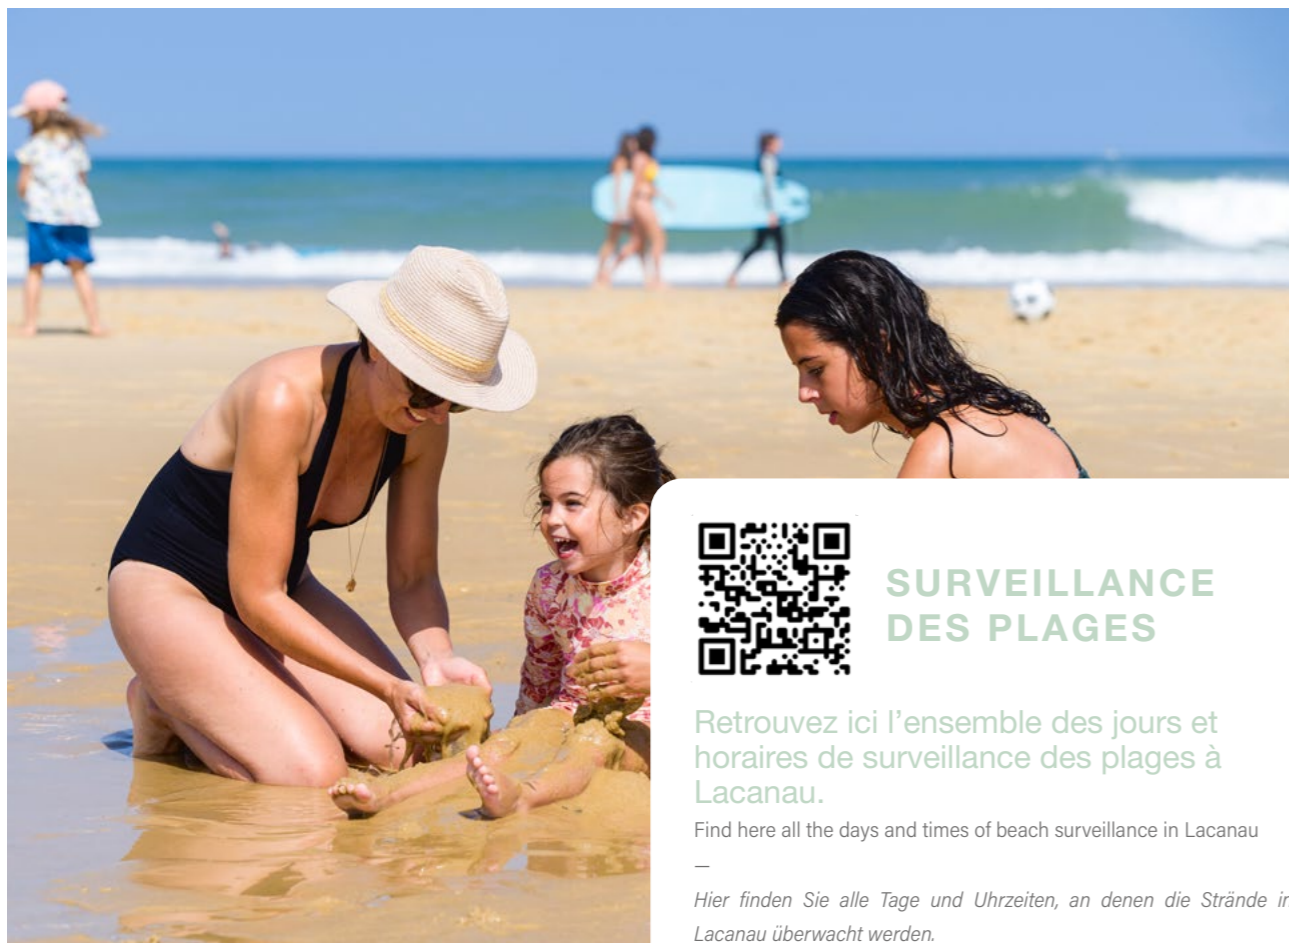 SURVEILLANCE
DES PLAGES
Retrouvez ici l'ensemble des jours et
horaires de surveillance des plages à
Lacanau.
Find here all the days and times of beach surveillance in Lacanau
—
Hier finden Sie alle Tage und Uhrzeiten, an denen die Strände in
Lacanau überwacht werden.